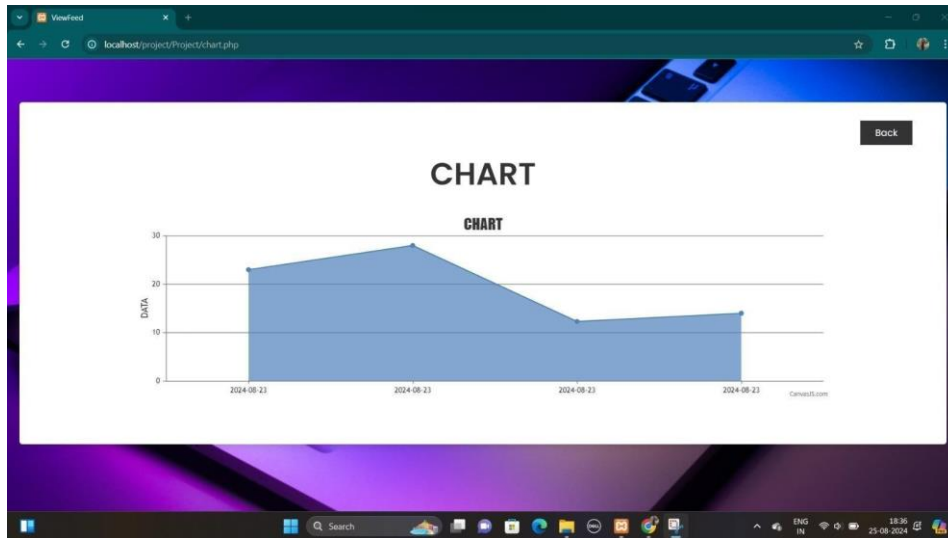 ViewFeed
localhost/project/Project/chart.php
Back
CHART
CHART
30
20
10
0
DATA
2024-08-23
2024-08-23
2024-08-23
2024-08-23
CanvasJS.com
Search
DELL
ENG
IN
18:36
25-08-2024